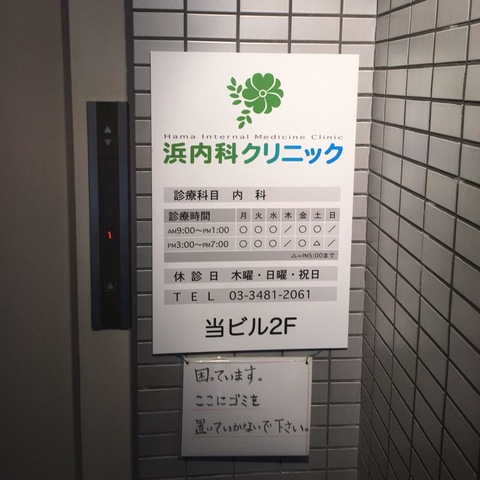 Hama Internal Medicine Clinic
浜内科クリニック
診療科目 内 科
診療時間 月 火 水 木 金 土 日
AM9:00～PM1:00 ○ ○ ○ ／ ○ ○ ／
PM3:00～PM7:00 ○ ○ ○ ／ ○ △ ／
△=PM5:00まで
休 診 日 木曜・日曜・祝日
T E L 03-3481-2061
当ビル2F
困っています。
ここにゴミを
置いていかないで下さい。
1